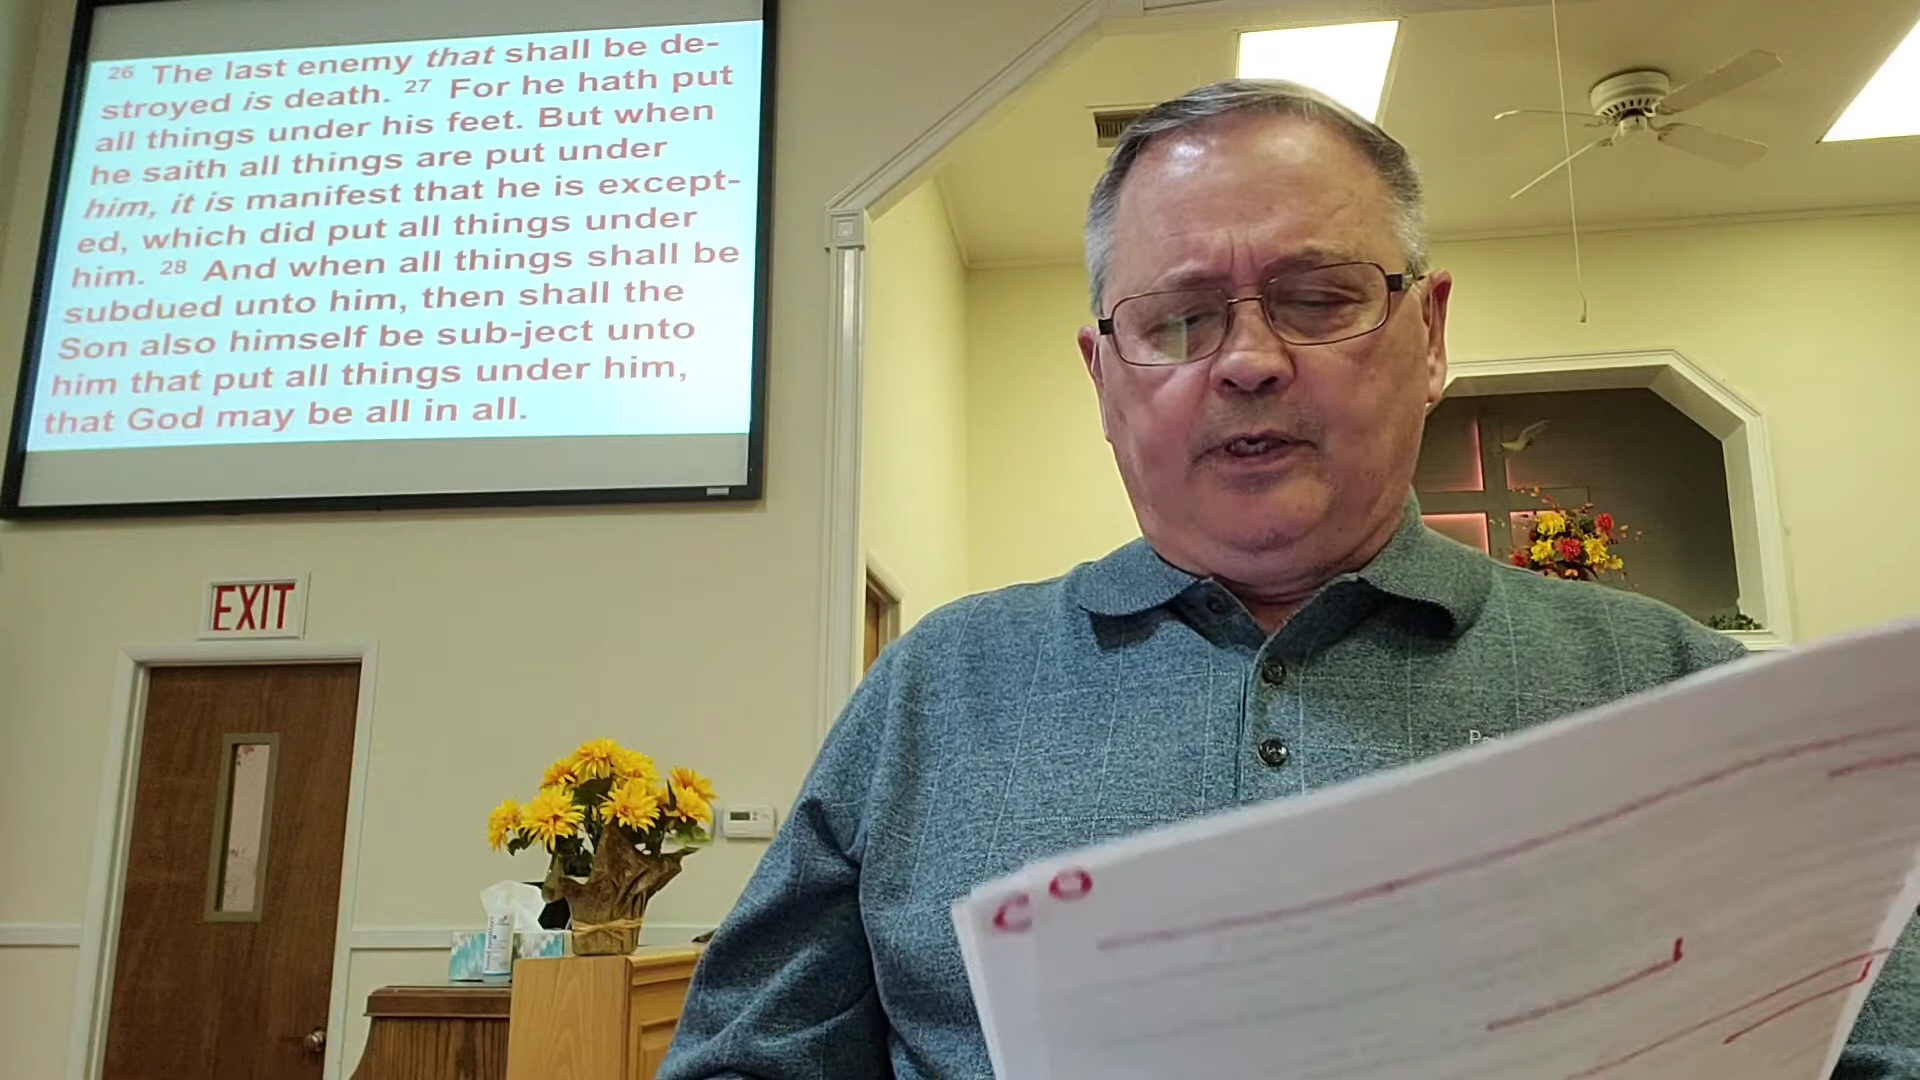 26 The last enemy that shall be de-
stroyed is death. 27 For he hath put
all things under his feet. But when
he saith all things are put under
him, it is manifest that he is except-
ed, which did put all things under
him. 28 And when all things shall be
subdued unto him, then shall the
Son also himself be sub-ject unto
him that put all things under him,
that God may be all in all.
EXIT